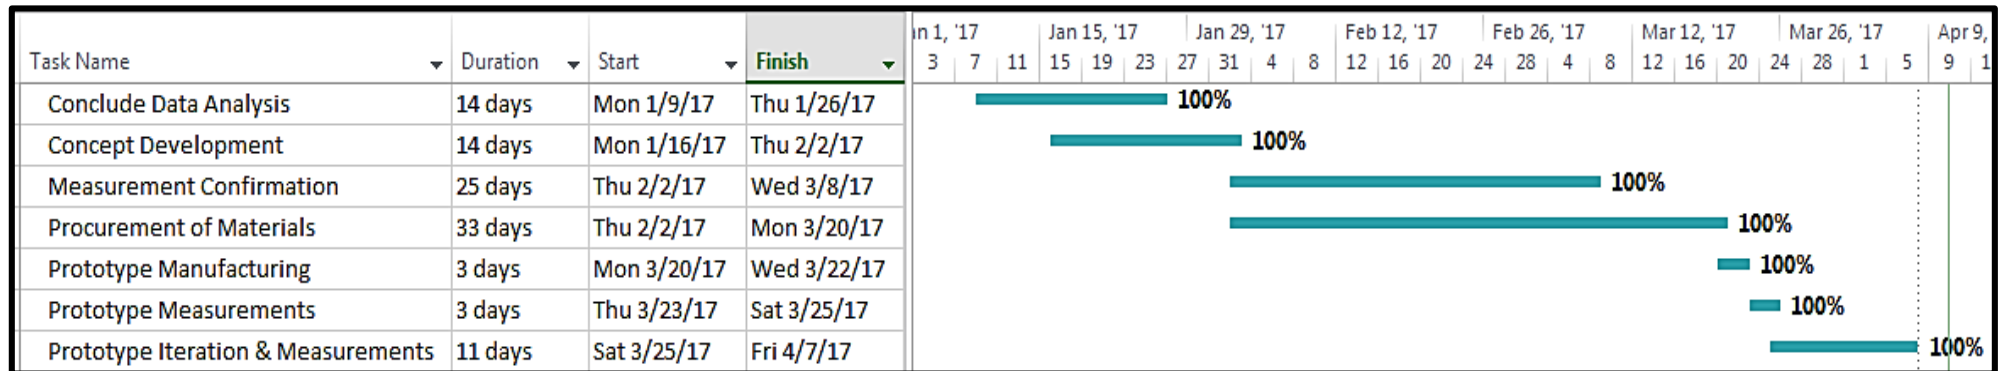 in 1, '17 Jan 15, '17 Jan 29, '17 Feb 12, '17 Feb 26, '17 Mar 12, '17 Mar 26, '17 Apr 9,
Task Name Duration Start Finish 3 7 11 15 19 23 27 31 4 8 12 16 20 24 28 4 8 12 16 20 24 28 1 5 9 1
Conclude Data Analysis 14 days Mon 1/9/17 Thu 1/26/17 100%
Concept Development 14 days Mon 1/16/17 Thu 2/2/17 100%
Measurement Confirmation 25 days Thu 2/2/17 Wed 3/8/17 100%
Procurement of Materials 33 days Thu 2/2/17 Mon 3/20/17 100%
Prototype Manufacturing 3 days Mon 3/20/17 Wed 3/22/17 100%
Prototype Measurements 3 days Thu 3/23/17 Sat 3/25/17 100%
Prototype Iteration & Measurements 11 days Sat 3/25/17 Fri 4/7/17 100%